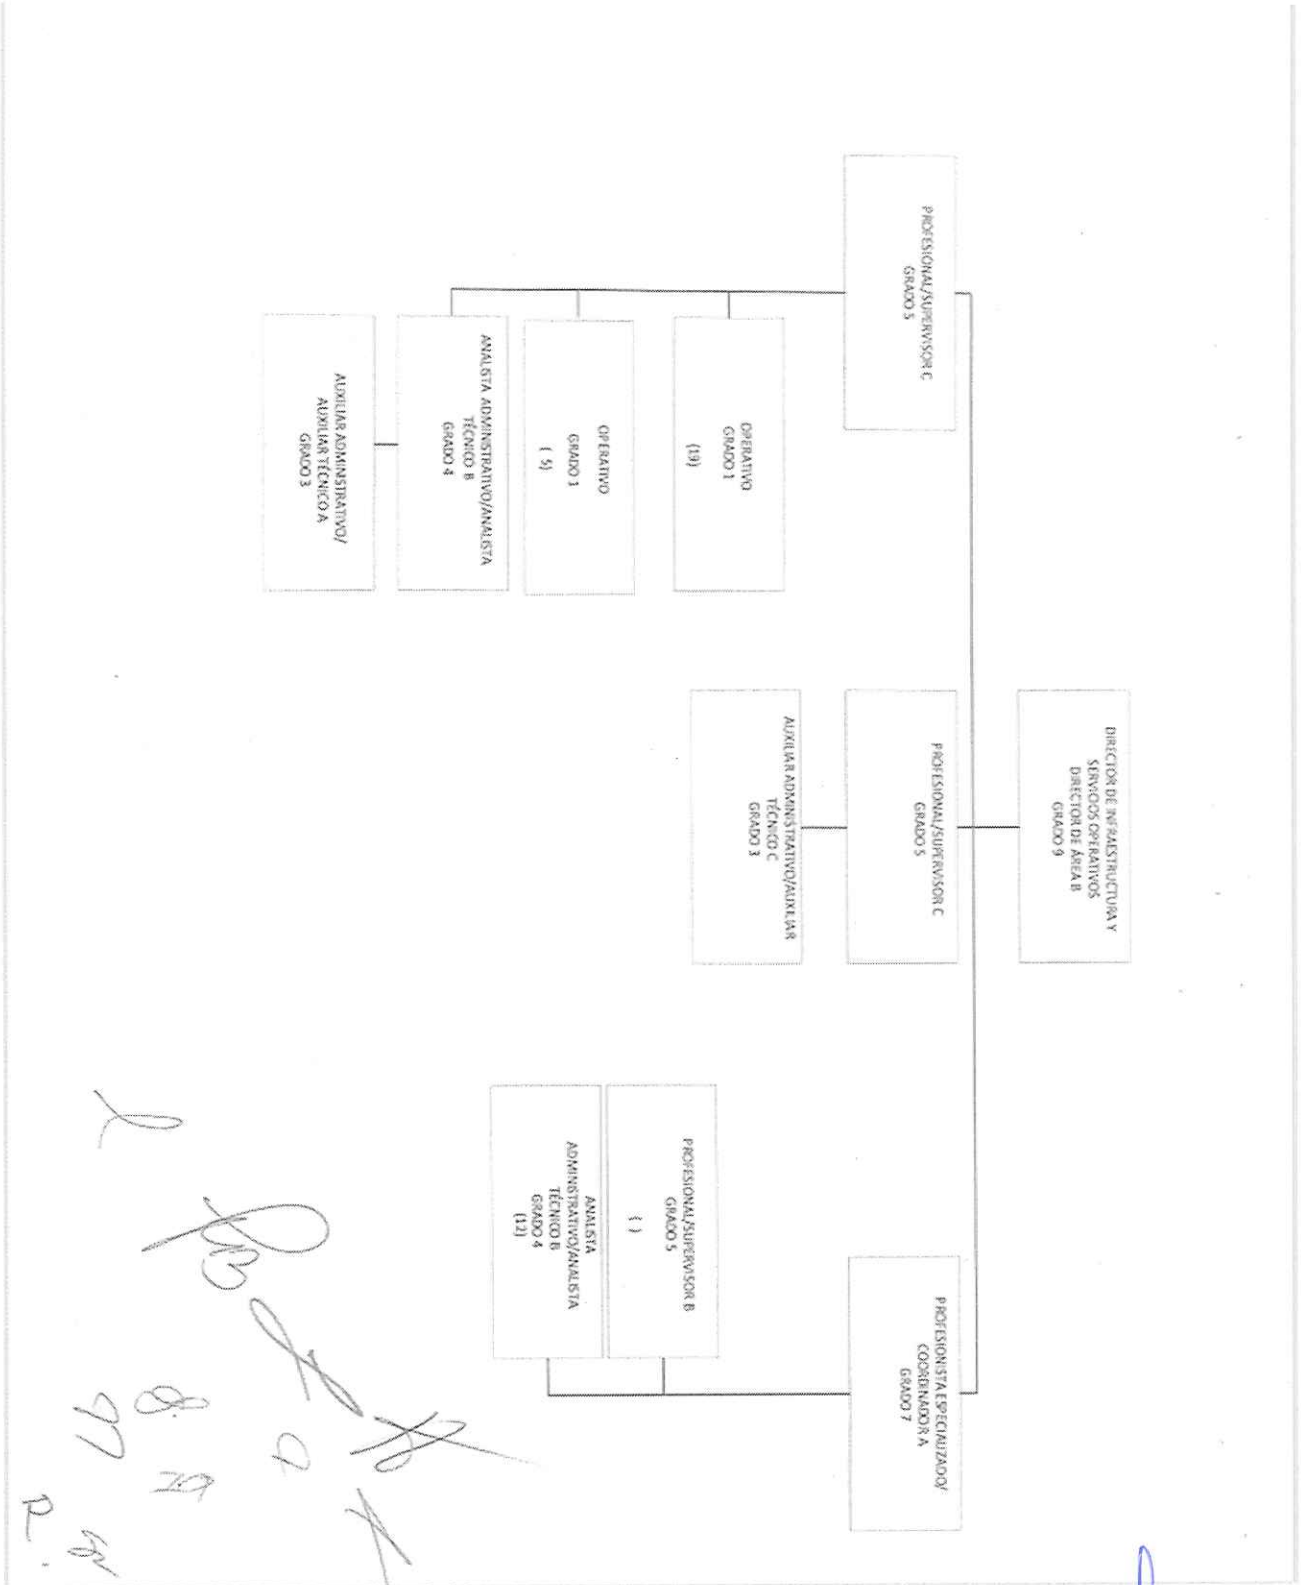 DIRECTOR DE INFRAESTRUCTURA Y
SERVICIOS OPERATIVOS
DIRECTOR DE ÁREA B
GRADO 9
PROFESIONAL/SUPERVISOR C
GRADO 5
PROFESIONAL/SUPERVISOR C
GRADO 5
PROFESIONISTA ESPECIALIZADO/
COORDINADOR A
GRADO 7
OPERATIVO
GRADO 1
(19)
OPERATIVO
GRADO 1
( 5)
ANALISTA ADMINISTRATIVO/ANALISTA
TÉCNICO B
GRADO 4
AUXILIAR ADMINISTRATIVO/
AUXILIAR TÉCNICO A
GRADO 3
AUXILIAR ADMINISTRATIVO/AUXILIAR
TÉCNICO C
GRADO 3
PROFESIONAL/SUPERVISOR B
GRADO 5
( )
ANALISTA
ADMINISTRATIVO/ANALISTA
TÉCNICO B
GRADO 4
(12)